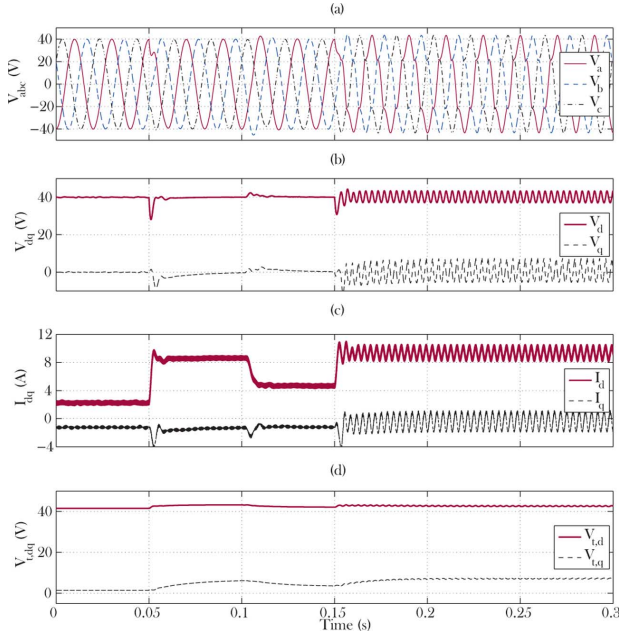 (a)
40
20
0
−20
−40
V_abc (V)
V_a
V_b
V_c
(b)
40
20
0
V_dq (V)
V_d
V_q
(c)
12
8
4
0
−4
I_dq (A)
I_d
I_q
(d)
40
20
0
V_t,dq (V)
V_t,d
V_t,q
0 0.05 0.1 0.15 0.2 0.25 0.3
Time (s)